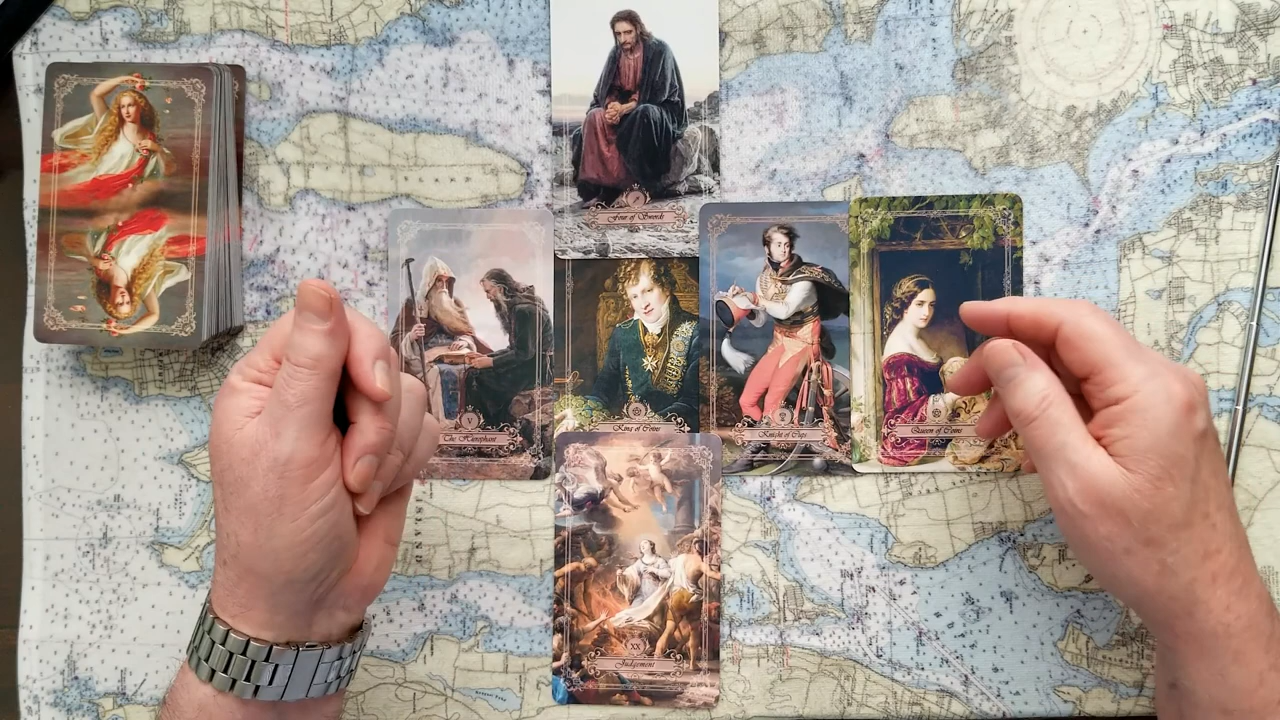 Four of Swords
V
The Hierophant
King of Coins
Knight of Cups
Queen of Coins
XX
Judgement